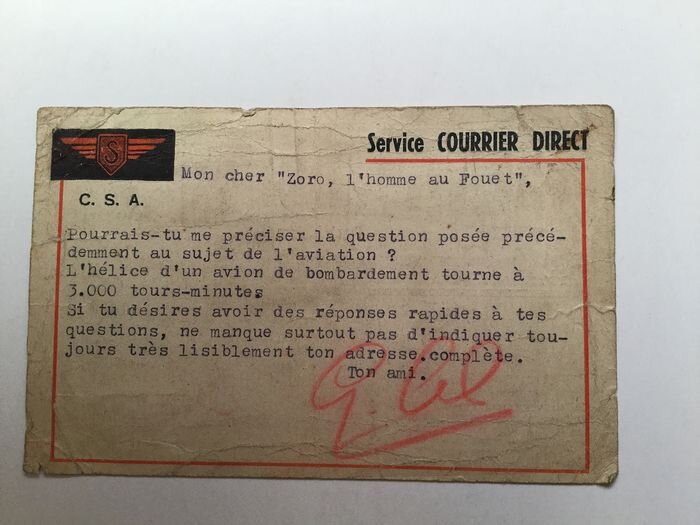 Service COURRIER DIRECT
S
C. S. A.
Mon cher "Zoro, l'homme au Fouet",
Pourrais-tu me préciser la question posée précé-
demment au sujet de l'aviation ?
L'hélice d'un avion de bombardement tourne à
3.000 tours-minutes
Si tu désires avoir des réponses rapides à tes
questions, ne manque surtout pas d'indiquer tou-
jours très lisiblement ton adresse.complète.
Ton ami.